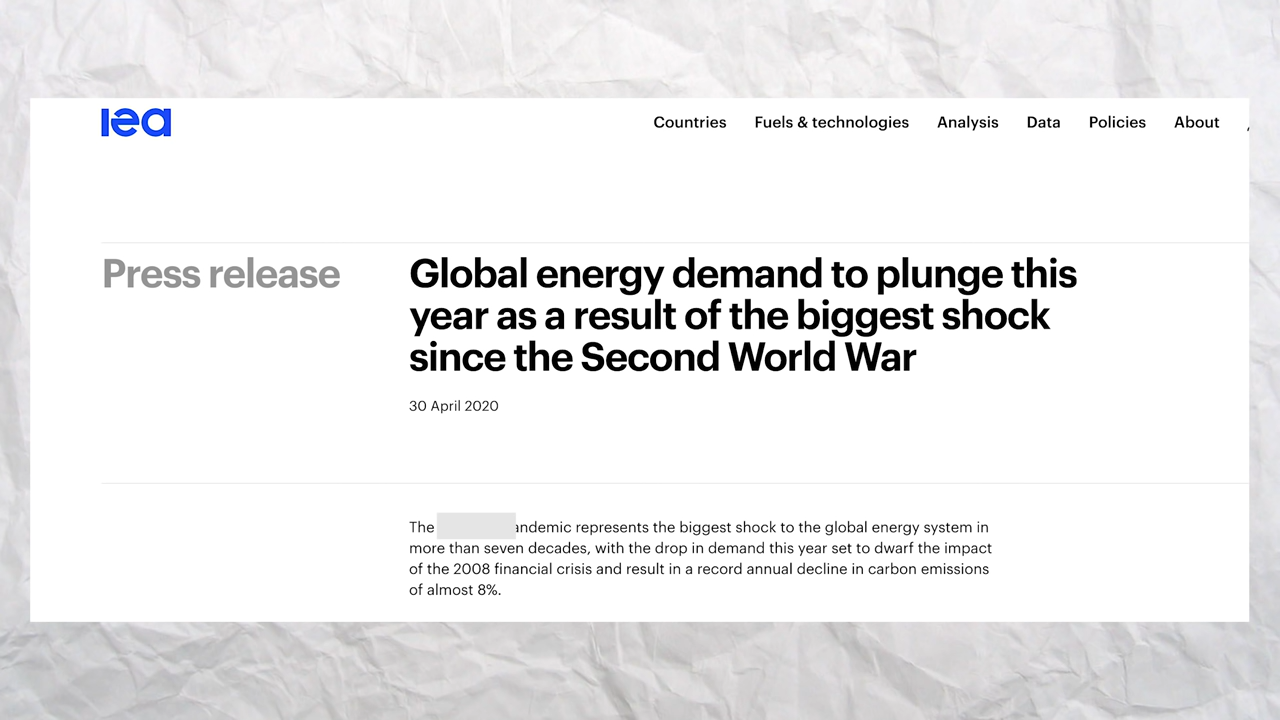 iea
Countries Fuels & technologies Analysis Data Policies About
Press release
Global energy demand to plunge this
year as a result of the biggest shock
since the Second World War
30 April 2020
The andemic represents the biggest shock to the global energy system in
more than seven decades, with the drop in demand this year set to dwarf the impact
of the 2008 financial crisis and result in a record annual decline in carbon emissions
of almost 8%.